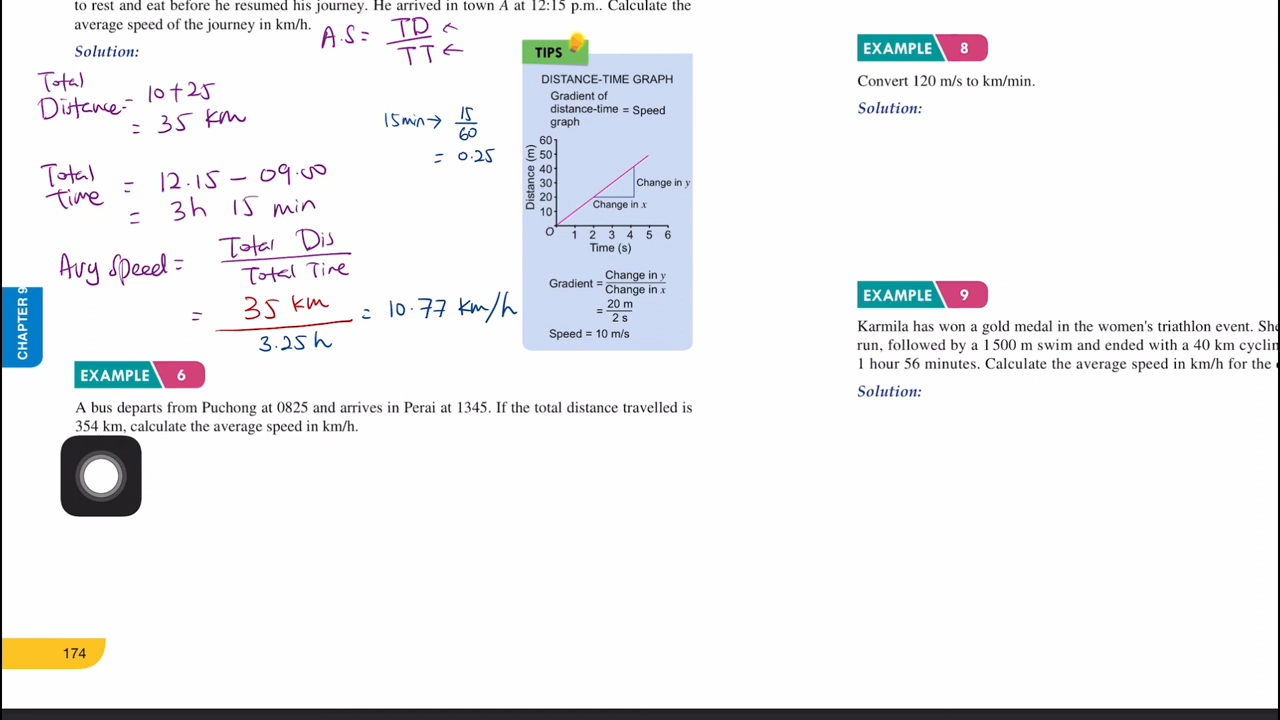 to rest and eat before he resumed his journey. He arrived in town A at 12:15 p.m.. Calculate the
average speed of the journey in km/h.
Solution:
A.S = TD
TT
Total
Distance = 10 + 25
= 35 km
15 min → 15
60
= 0.25
Total
Time = 12.15 - 09.00
= 3h 15 min
Avg Speed = Total Dis
Total Time
= 35 km = 10.77 km/h
3.25 h
TIPS
DISTANCE-TIME GRAPH
Gradient of
distance-time = Speed
graph
Distance (m)
60
50
40
30
20
10
O 1 2 3 4 5 6
Change in y
Change in x
Time (s)
Gradient = Change in y
Change in x
= 20 m
2 s
Speed = 10 m/s
CHAPTER 9
EXAMPLE 6
A bus departs from Puchong at 0825 and arrives in Perai at 1345. If the total distance travelled is
354 km, calculate the average speed in km/h.
174
EXAMPLE 8
Convert 120 m/s to km/min.
Solution:
EXAMPLE 9
Karmila has won a gold medal in the women's triathlon event. She
run, followed by a 1 500 m swim and ended with a 40 km cyclin
1 hour 56 minutes. Calculate the average speed in km/h for the
Solution: